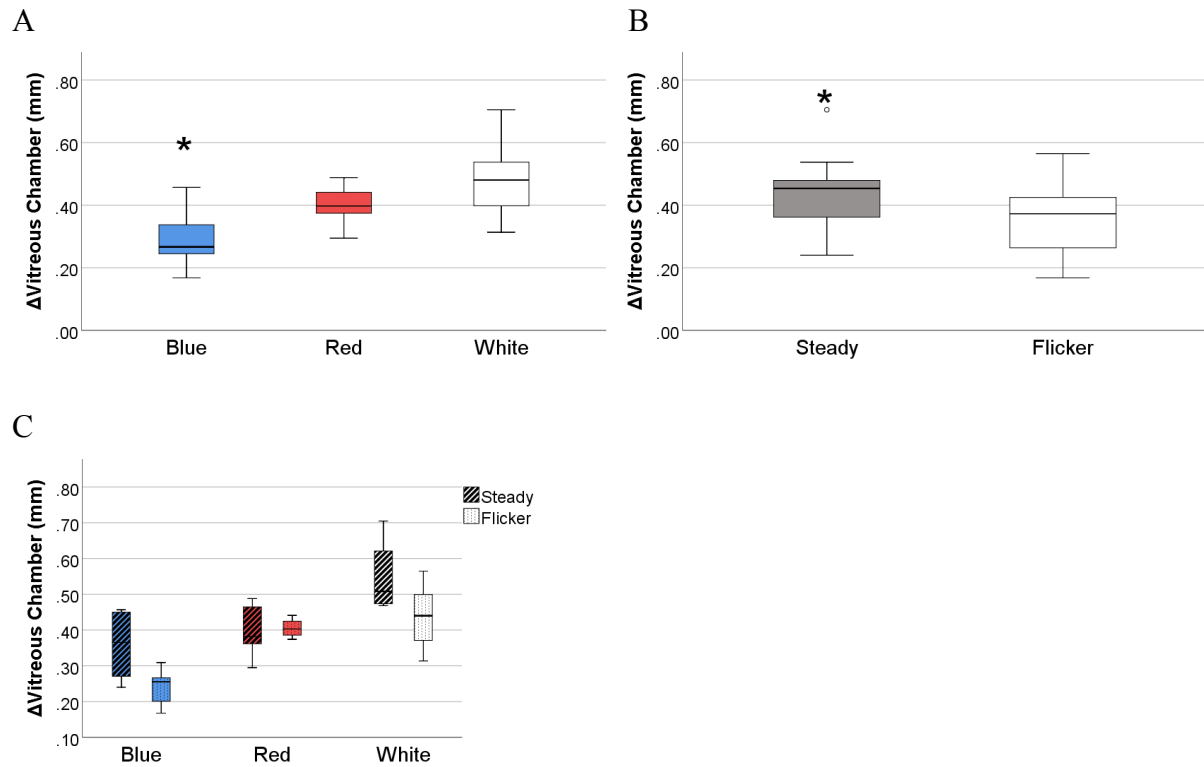 A
ΔVitreous Chamber (mm)
.80
.60
.40
.20
.00
*
Blue Red White
B
ΔVitreous Chamber (mm)
.80
.60
.40
.20
.00
*
Steady Flicker
C
ΔVitreous Chamber (mm)
.80
.70
.60
.50
.40
.30
.20
.10
Steady
Flicker
Blue Red White